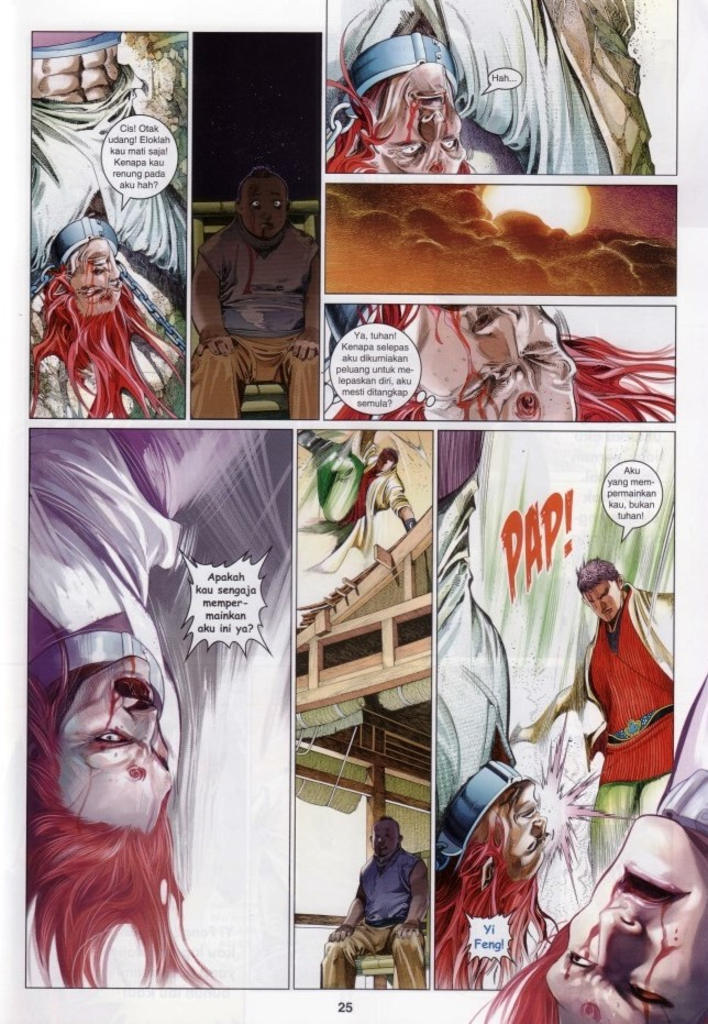 Cis! Otak
udang! Eloklah
kau mati saja!
Kenapa kau
renung pada
aku hah?
Hah...
Ya, tuhan!
Kenapa selepas
aku dikurniakan
peluang untuk me-
lepaskan diri, aku
mesti ditangkap
semula?
Apakah
kau sengaja
memper-
mainkan
aku ini ya?
PAP!
Aku
yang mem-
permainkan
kau, bukan
tuhan!
Yi
Feng!
25